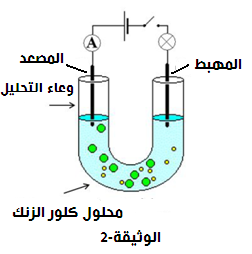 A
المصعد
المهبط
وعاء التحليل
محلول كلور الزنك
الوثيقة-2